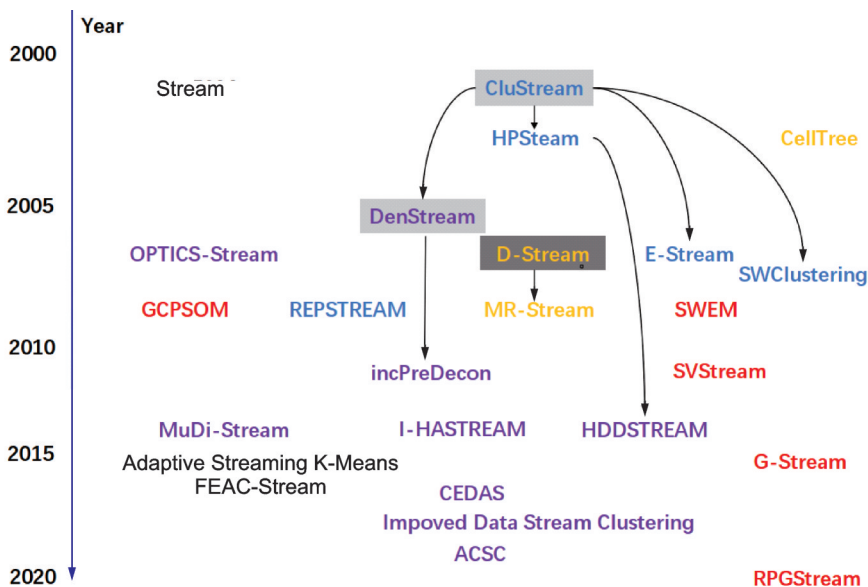 Year
2000
Stream
CluStream
HPSteam
CellTree
2005
DenStream
OPTICS-Stream
D-Stream
E-Stream
SWClustering
GCPSOM
REPSTREAM
MR-Stream
SWEM
2010
incPreDecon
SVStream
MuDi-Stream
I-HASTREAM
HDDSTREAM
2015
Adaptive Streaming K-Means
G-Stream
FEAC-Stream
CEDAS
Impoved Data Stream Clustering
ACSC
2020
RPGStream